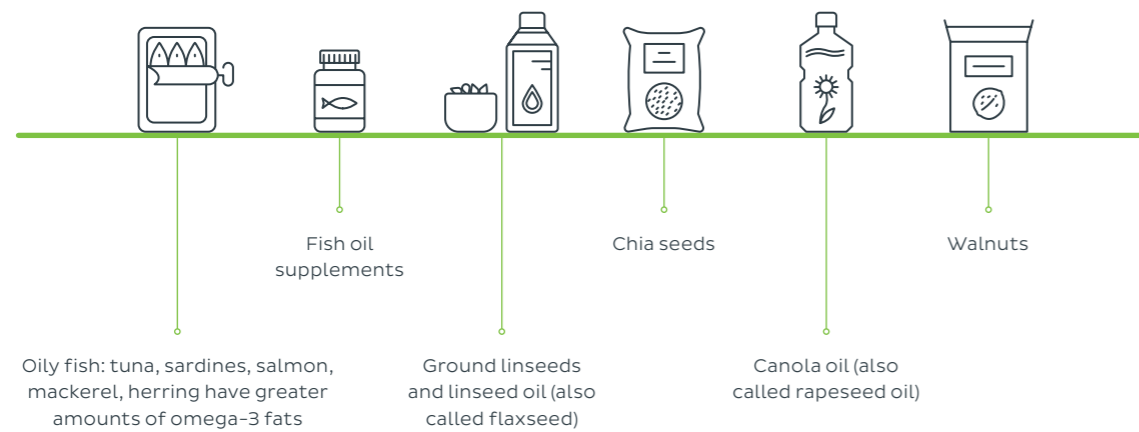 Fish oil
supplements
Chia seeds
Walnuts
Oily fish: tuna, sardines, salmon,
mackerel, herring have greater
amounts of omega-3 fats
Ground linseeds
and linseed oil (also
called flaxseed)
Canola oil (also
called rapeseed oil)